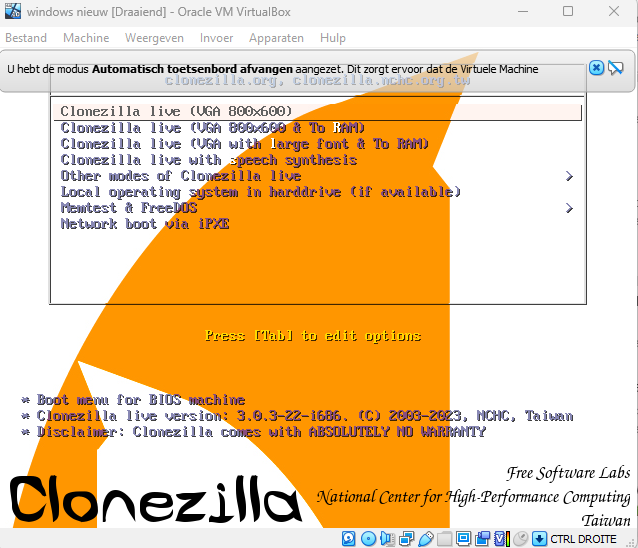 windows nieuw [Draaiend] - Oracle VM VirtualBox
Bestand Machine Weergeven Invoer Apparaten Help
U hebt de modus Automatisch toetsenbord afvangen aangezet. Dit zorgt ervoor dat de Virtuele Machine
clonezilla.org, clonezilla.nchc.org.tw
Clonezilla live (VGA 800x600)
Clonezilla live (VGA 800x600 & To RAM)
Clonezilla live (VGA with large font & To RAM)
Clonezilla live with speech synthesis
Other modes of Clonezilla live >
Local operating system in harddrive (if available)
Memtest & FreeDOS >
Network boot via iPXE
Press [Tab] to edit options
* Boot menu for BIOS machine
* Clonezilla live version: 3.0.3-22-i686. (C) 2003-2023, NCHC, Taiwan
* Disclaimer: Clonezilla comes with ABSOLUTELY NO WARRANTY
Free Software Labs
Clonezilla National Center for High-Performance Computing
Taiwan
CTRL DROITE